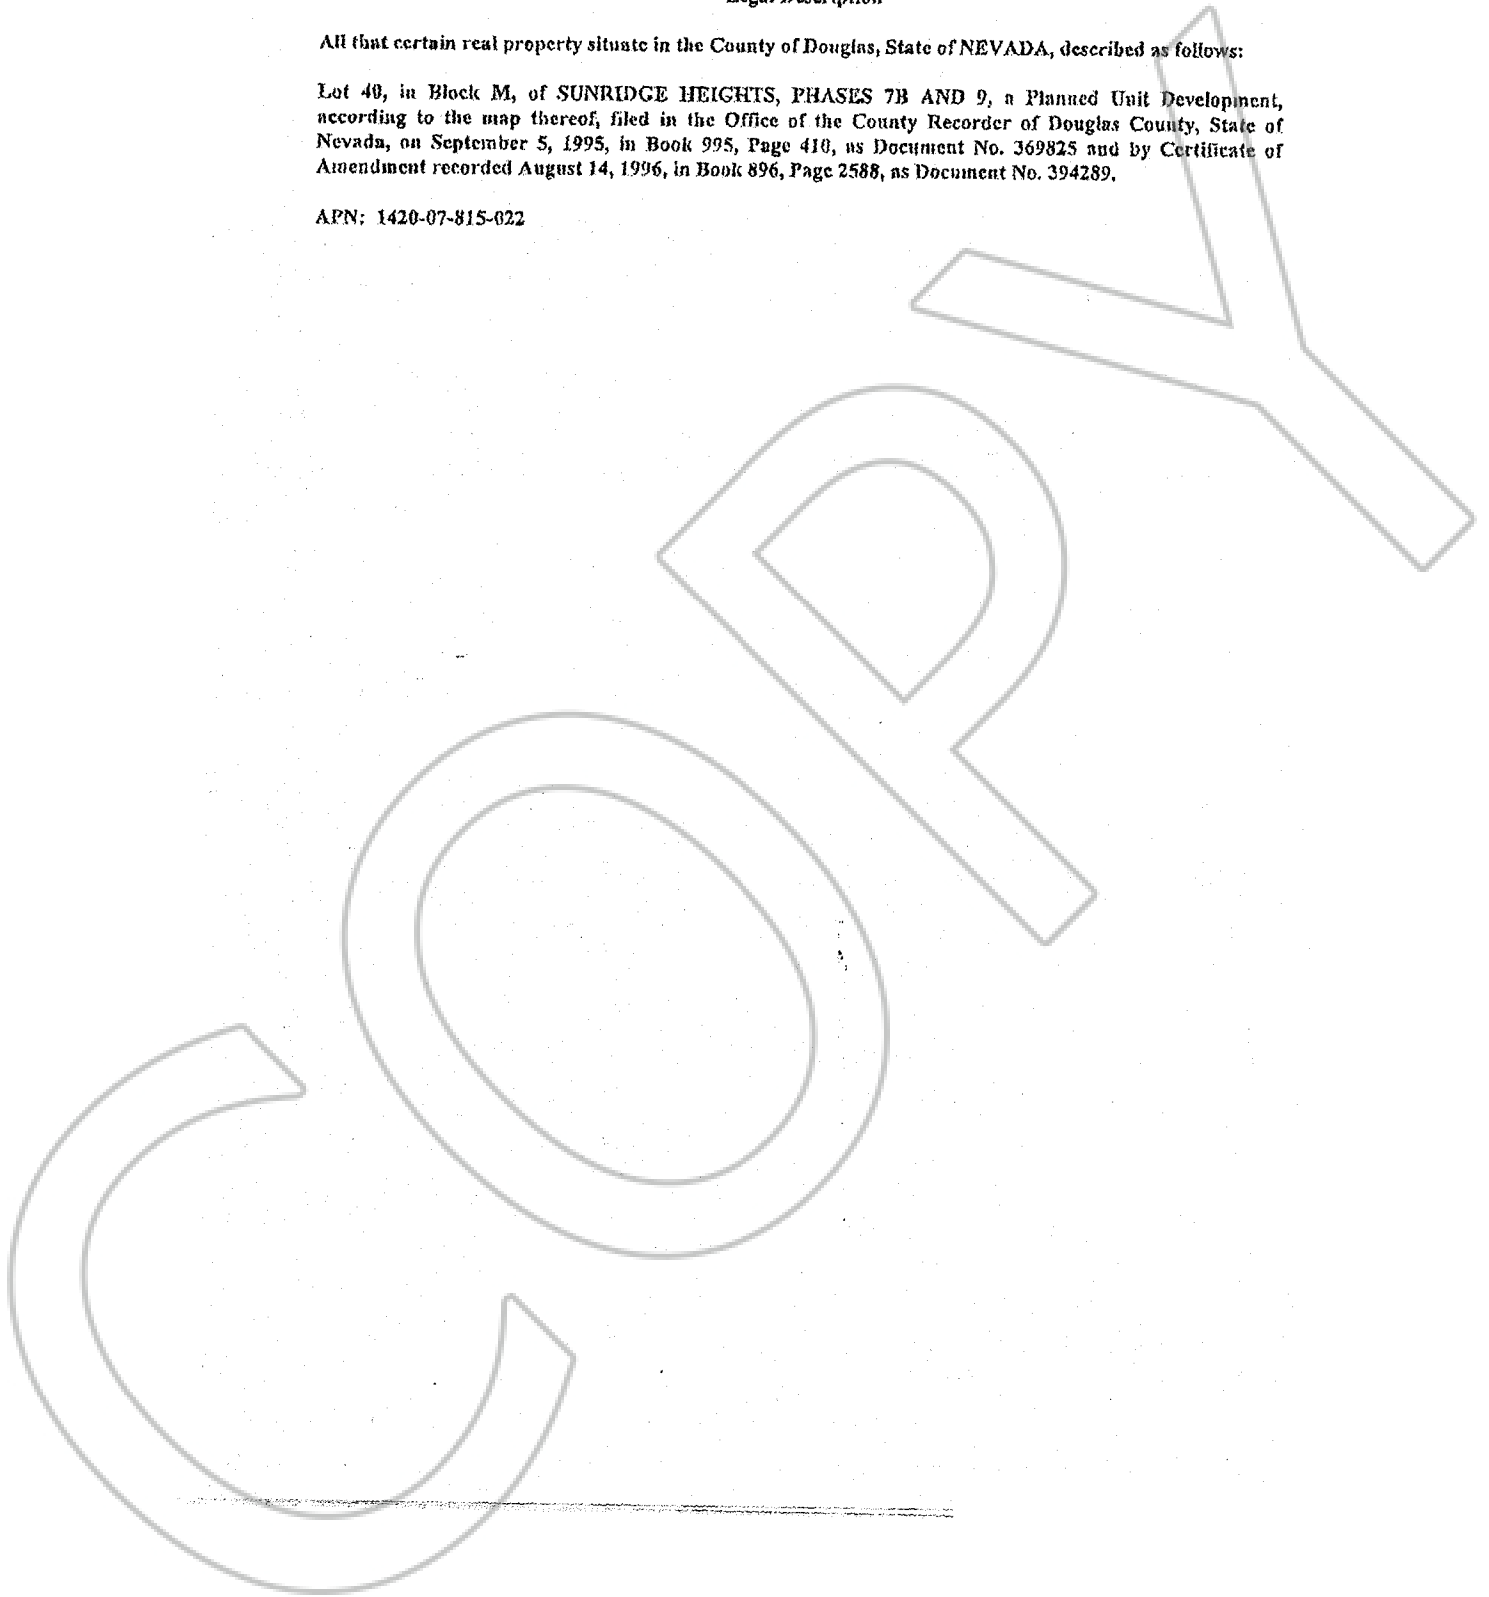 Legal Description
All that certain real property situate in the County of Douglas, State of NEVADA, described as follows:
Lot 40, in Block M, of SUNRIDGE HEIGHTS, PHASES 7B AND 9, a Planned Unit Development,
according to the map thereof, filed in the Office of the County Recorder of Douglas County, State of
Nevada, on September 5, 1995, in Book 995, Page 410, as Document No. 369825 and by Certificate of
Amendment recorded August 14, 1996, in Book 896, Page 2588, as Document No. 394289.
APN: 1420-07-815-022
COPY